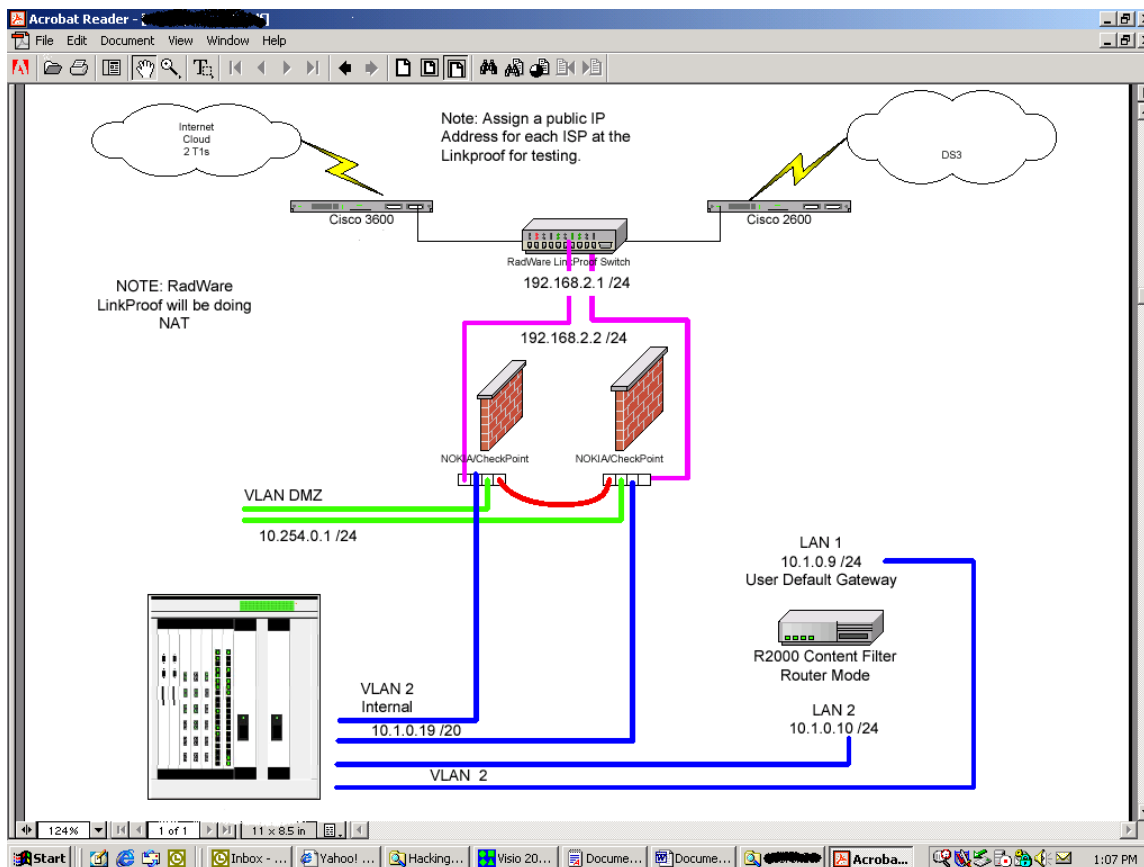 Acrobat Reader - [
File Edit Document View Window Help
Internet
Cloud
2 T1s
Note: Assign a public IP
Address for each ISP at the
Linkproof for testing.
DS3
Cisco 3600
Cisco 2600
RadWare LinkProof Switch
192.168.2.1 /24
NOTE: RadWare
LinkProof will be doing
NAT
192.168.2.2 /24
NOKIA/CheckPoint
NOKIA/CheckPoint
VLAN DMZ
10.254.0.1 /24
LAN 1
10.1.0.9 /24
User Default Gateway
R2000 Content Filter
Router Mode
VLAN 2
Internal
10.1.0.19 /20
LAN 2
10.1.0.10 /24
VLAN 2
124% 1 of 1 11 x 8.5 in
Start Inbox - ... Yahoo! ... Hacking... Visio 20... Docume... Docume... Acroba... 1:07 PM